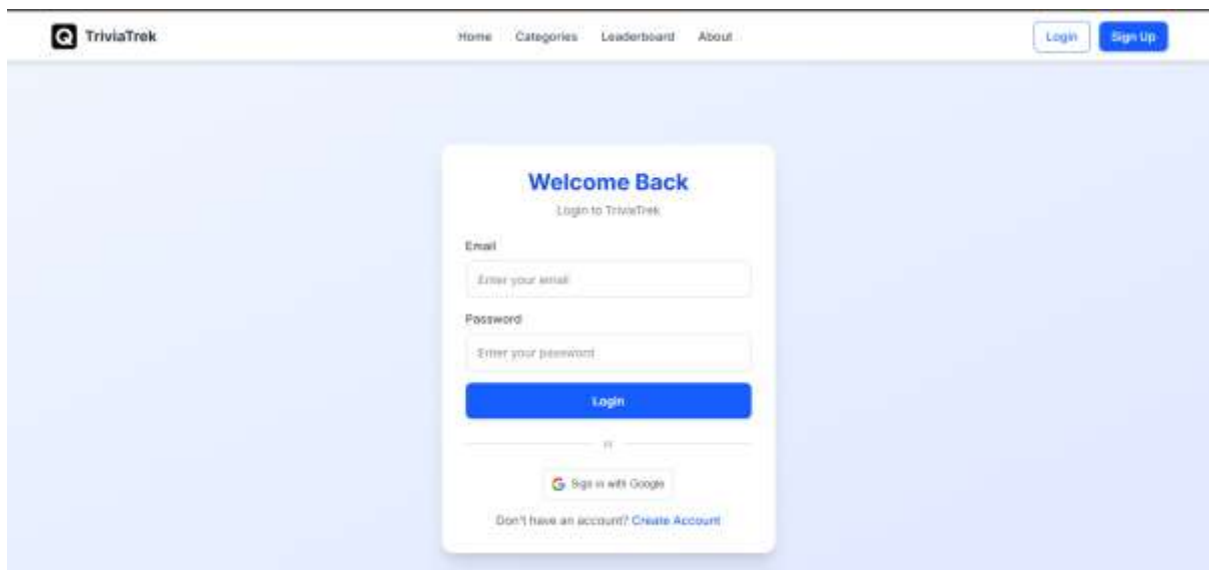 TriviaTrek
Home Categories Leaderboard About
Login Sign Up
Welcome Back
Login to TriviaTrek
Email
Enter your email
Password
Enter your password
Login
or
Sign in with Google
Don't have an account? Create Account